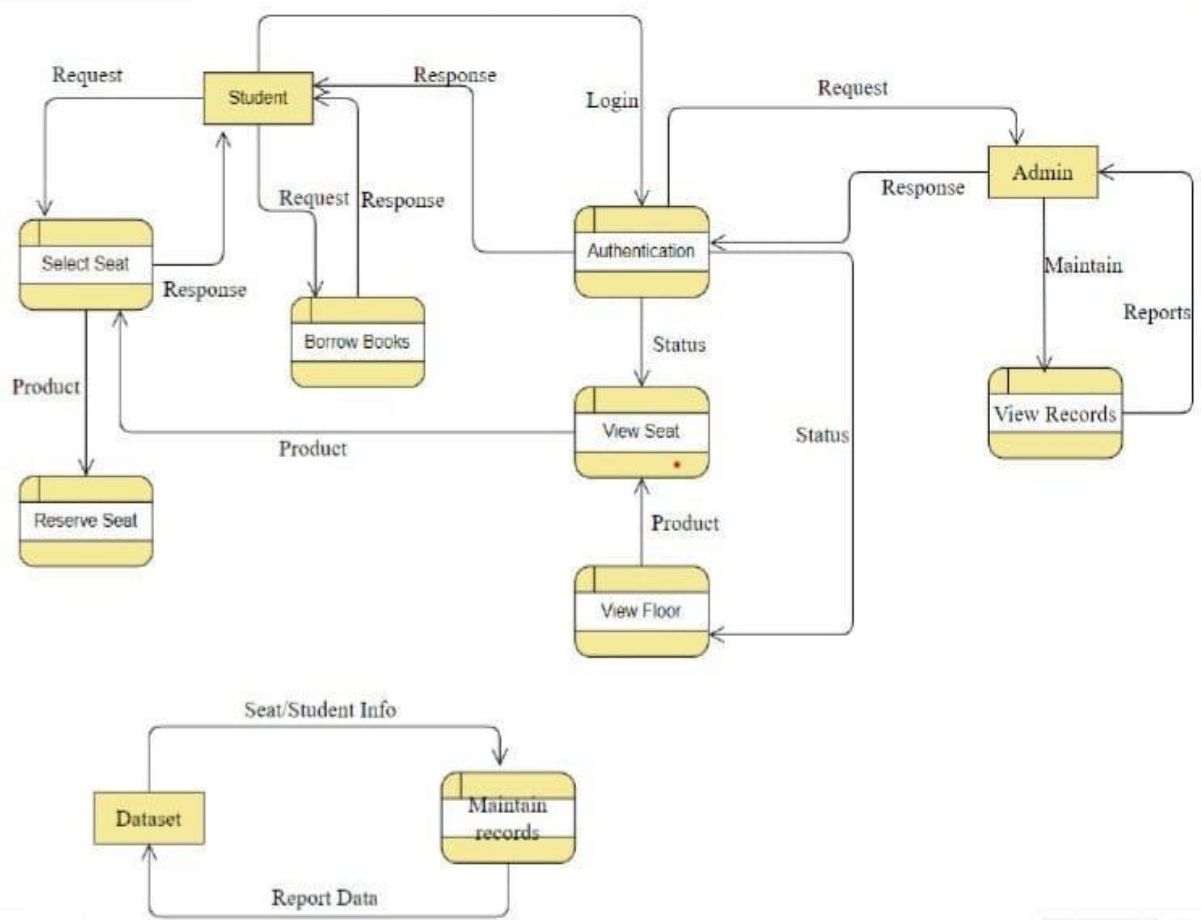 Request
Student
Response
Login
Request
Admin
Response
Request
Response
Authentication
Select Seat
Response
Maintain
Reports
Borrow Books
Status
Product
View Records
View Seat
Status
Product
Reserve Seat
Product
View Floor
Seat/Student Info
Dataset
Maintain
records
Report Data